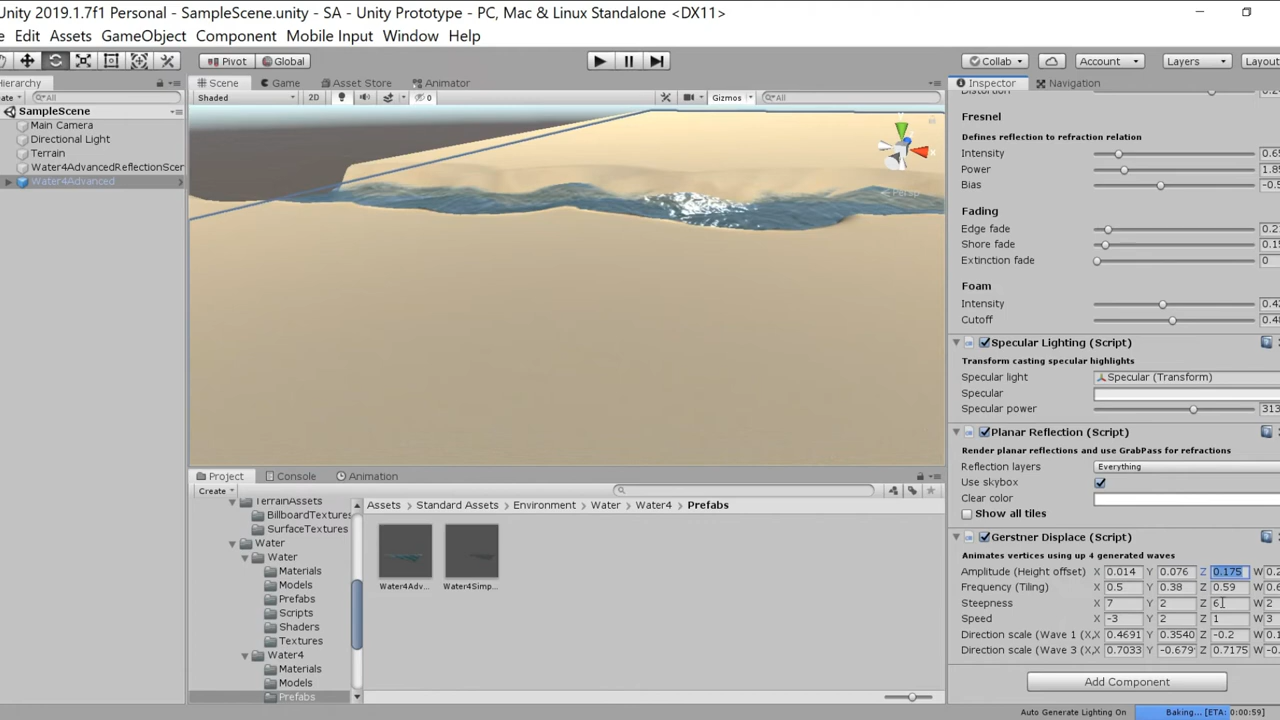 Unity 2019.1.7f1 Personal - SampleScene.unity - SA - Unity Prototype - PC, Mac & Linux Standalone <DX11>
Edit Assets GameObject Component Mobile Input Window Help
Pivot Global Collab Account Layers Layout
Hierarchy Scene Game Asset Store Animator Inspector Navigation
All Shaded 2D 0 Gizmos All
SampleScene
Main Camera
Directional Light
Terrain
Water4AdvancedReflectionScer
Water4Advanced
Persp
Fresnel
Defines reflection to refraction relation
Intensity
Power
Bias
Fading
Edge fade
Shore fade
Extinction fade 0
Foam
Intensity
Cutoff
Specular Lighting (Script)
Transform casting specular highlights
Specular light Specular (Transform)
Specular
Specular power 313
Planar Reflection (Script)
Render planar reflections and use GrabPass for refractions
Reflection layers Everything
Use skybox
Clear color
Show all tiles
Gerstner Displace (Script)
Animates vertices using up 4 generated waves
Amplitude (Height offset) X 0.014 Y 0.076 Z 0.175 W
Frequency (Tiling) X 0.5 Y 0.38 Z 0.59 W
Steepness X 7 Y 2 Z 6 W 2
Speed X -3 Y 2 Z 1 W 3
Direction scale (Wave 1 (X, X 0.4691 Y 0.3540 Z -0.2 W
Direction scale (Wave 3 (X, X 0.7033 Y -0.679 Z 0.7175 W
Add Component
Project Console Animation
Create
TerrainAssets
BillboardTextures
SurfaceTextures
Water
Water
Materials
Models
Prefabs
Scripts
Shaders
Textures
Water4
Materials
Models
Prefabs
Assets Standard Assets Environment Water Water4 Prefabs
Water4Adv... Water4Simp...
Auto Generate Lighting On Baking... [ETA: 0:00:59]